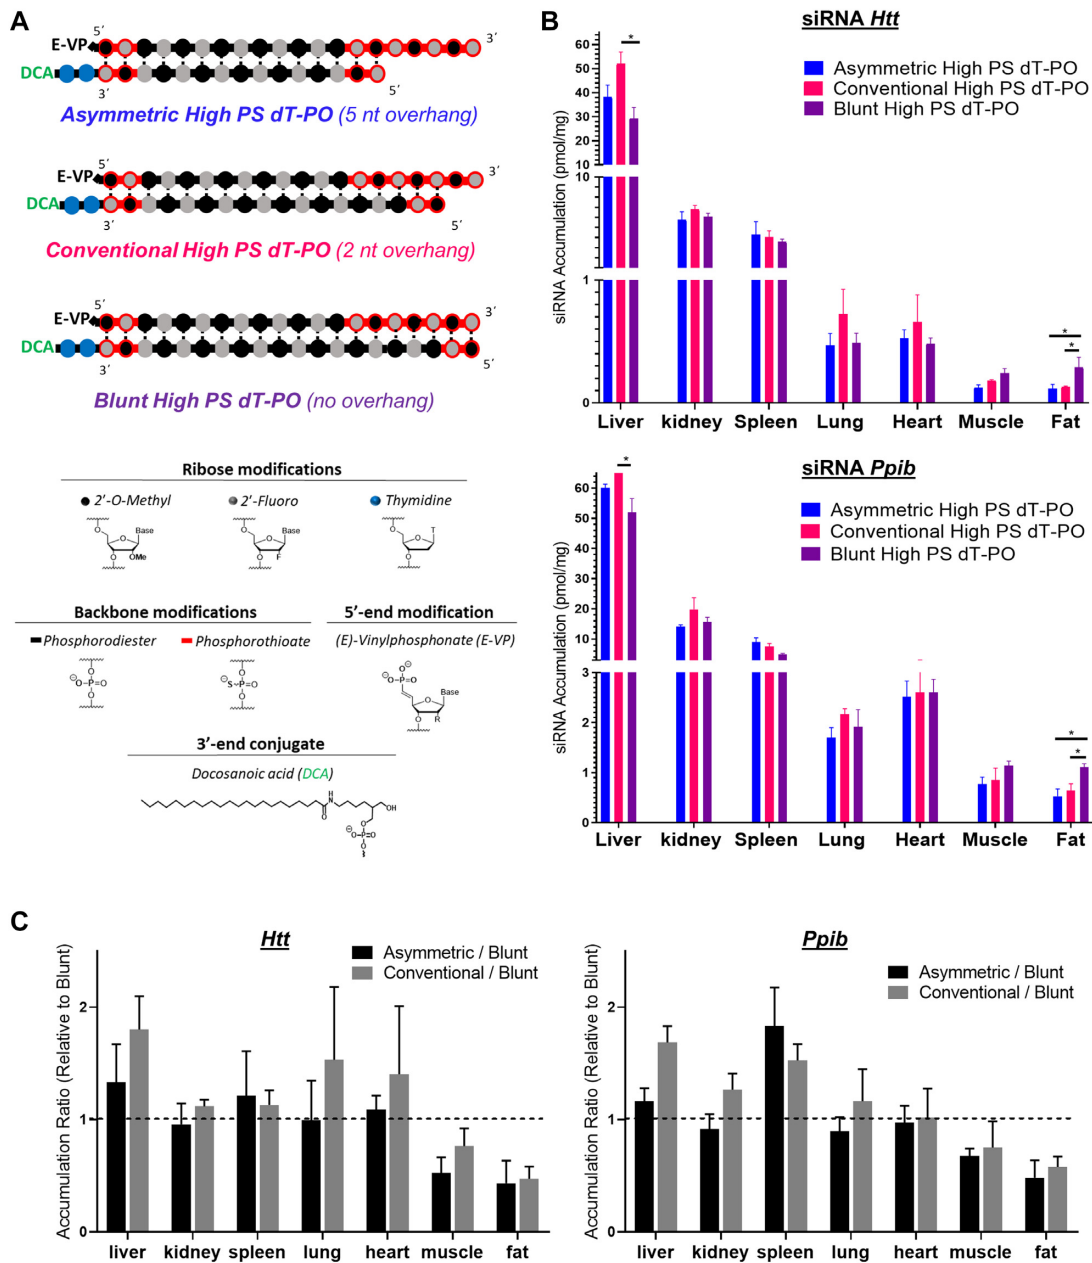 A
5′
E-VP
3′
DCA
3′
5′
Asymmetric High PS dT-PO (5 nt overhang)
5′
E-VP
3′
DCA
3′
5′
Conventional High PS dT-PO (2 nt overhang)
5′
E-VP
3′
DCA
3′
5′
Blunt High PS dT-PO (no overhang)
Ribose modifications
2′-O-Methyl
2′-Fluoro
Thymidine
O
Base
O
OMe
O
Base
O
F
O
T
O
Backbone modifications
5′-end modification
Phosphorodiester
Phosphorothioate
(E)-Vinylphosphonate (E-VP)
O
O-P=O
O
O
S-P=O
O
O
O-P=O
O
Base
O
R
3′-end conjugate
Docosanoic acid (DCA)
H
N
O
OH
O
O-P=O
O
B
siRNA Htt
siRNA Accumulation (pmol/mg)
60
50
40
30
20
10
10
1
0
*
Asymmetric High PS dT-PO
Conventional High PS dT-PO
Blunt High PS dT-PO
*
*
Liver kidney Spleen Lung Heart Muscle Fat
siRNA Ppib
siRNA Accumulation (pmol/mg)
60
50
40
30
20
10
3
2
1
0
*
Asymmetric High PS dT-PO
Conventional High PS dT-PO
Blunt High PS dT-PO
*
*
Liver kidney Spleen Lung Heart Muscle Fat
C
Htt
Accumulation Ratio (Relative to Blunt)
2
1
0
Asymmetric / Blunt
Conventional / Blunt
liver kidney spleen lung heart muscle fat
Ppib
Accumulation Ratio (Relative to Blunt)
2
1
0
Asymmetric / Blunt
Conventional / Blunt
liver kidney spleen lung heart muscle fat